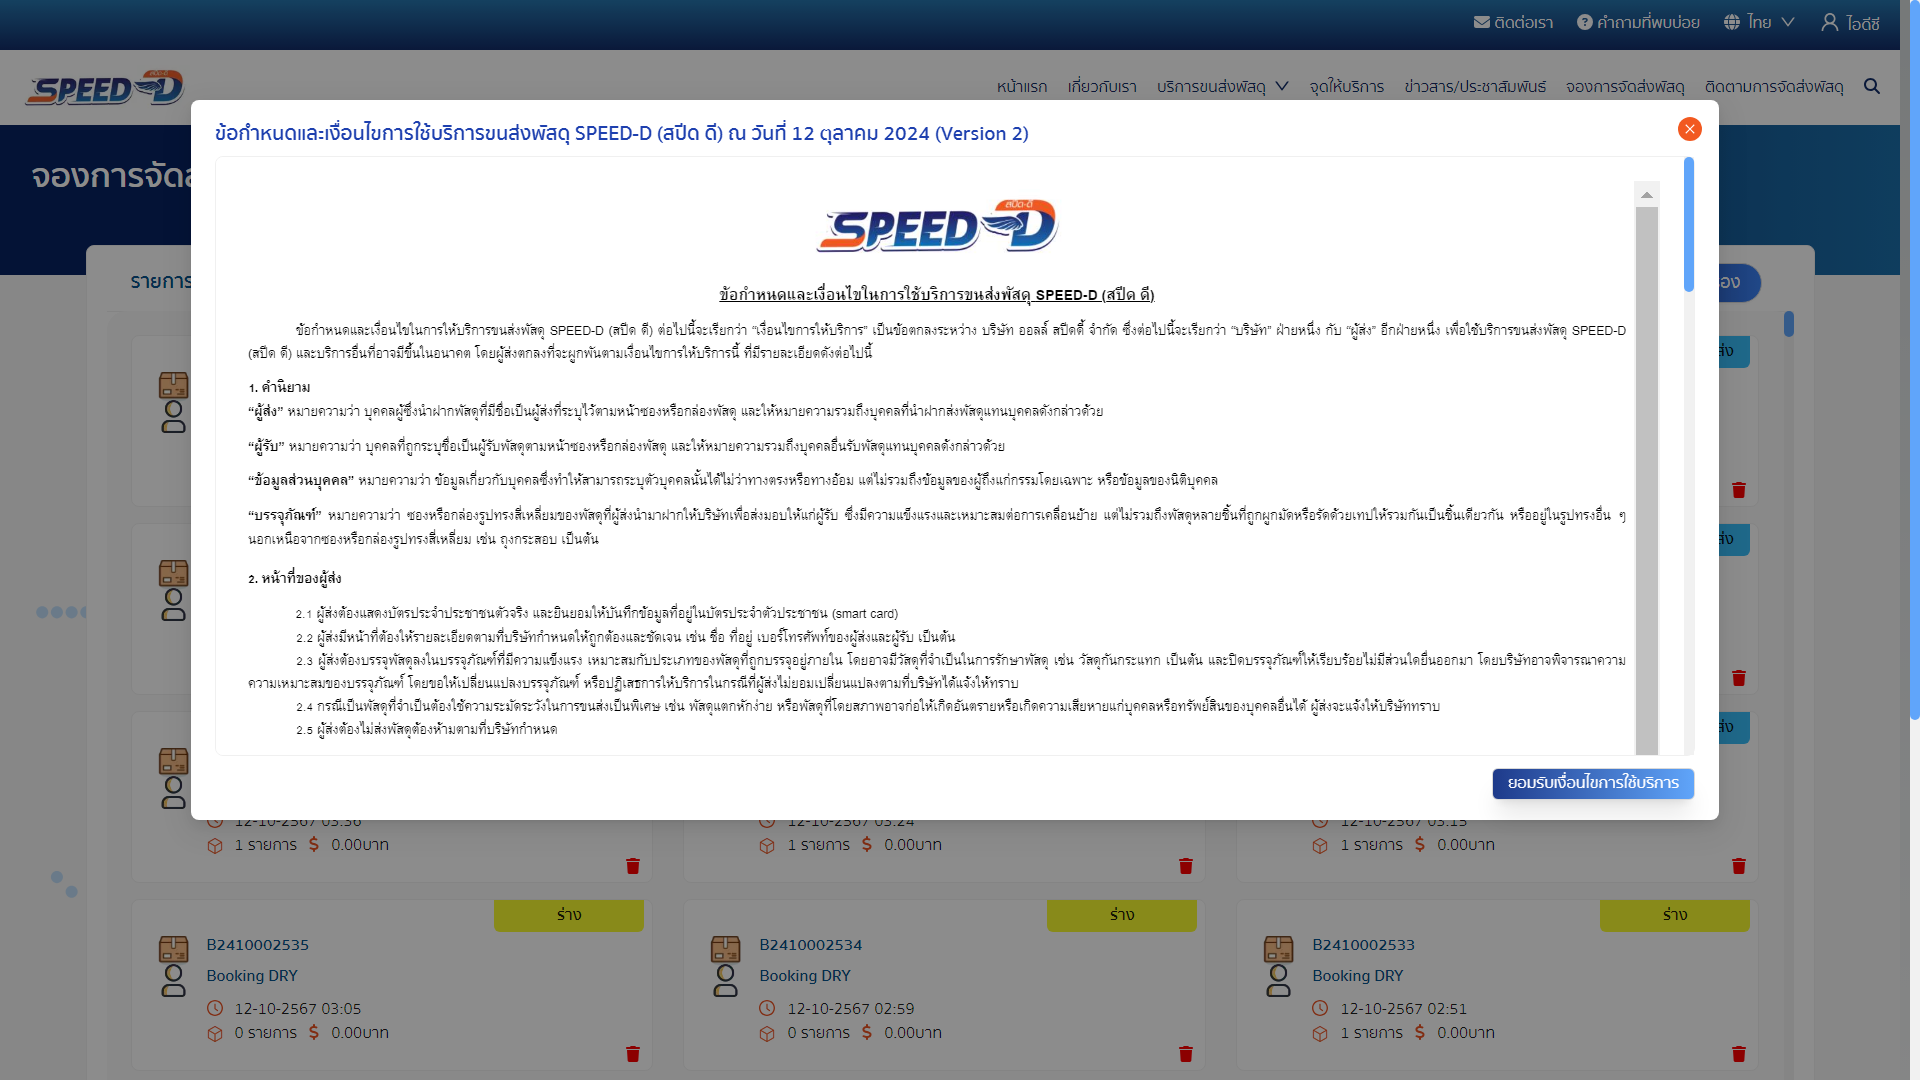 ติดต่อเรา คำถามที่พบบ่อย ไทย ไอดีซี
SPEED-D หน้าแรก เกี่ยวกับเรา บริการขนส่งพัสดุ จุดให้บริการ ข่าวสาร/ประชาสัมพันธ์ จองการจัดส่งพัสดุ ติดตามการจัดส่งพัสดุ
ข้อกำหนดและเงื่อนไขการใช้บริการขนส่งพัสดุ SPEED-D (สปีด ดี) ณ วันที่ 12 ตุลาคม 2024 (Version 2)
จองการจัดส
สปีด-ดี
SPEED-D
รายการ
ข้อกำหนดและเงื่อนไขในการใช้บริการขนส่งพัสดุ SPEED-D (สปีด ดี)
ข้อกำหนดและเงื่อนไขในการให้บริการขนส่งพัสดุ SPEED-D (สปีด ดี) ต่อไปนี้จะเรียกว่า “เงื่อนไขการให้บริการ” เป็นข้อตกลงระหว่าง บริษัท ออลล์ สปีดดี้ จำกัด ซึ่งต่อไปนี้จะเรียกว่า “บริษัท” ฝ่ายหนึ่ง กับ “ผู้ส่ง” อีกฝ่ายหนึ่ง เพื่อใช้บริการขนส่งพัสดุ SPEED-D
(สปีด ดี) และบริการอื่นที่อาจมีขึ้นในอนาคต โดยผู้ส่งตกลงที่จะผูกพันตามเงื่อนไขการให้บริการนี้ ที่มีรายละเอียดดังต่อไปนี้
1. คำนิยาม
“ผู้ส่ง” หมายความว่า บุคคลผู้ซึ่งนำฝากพัสดุที่มีชื่อเป็นผู้ส่งที่ระบุไว้ตามหน้าซองหรือกล่องพัสดุ และให้หมายความรวมถึงบุคคลที่นำฝากส่งพัสดุแทนบุคคลดังกล่าวด้วย
“ผู้รับ” หมายความว่า บุคคลที่ถูกระบุชื่อเป็นผู้รับพัสดุตามหน้าซองหรือกล่องพัสดุ และให้หมายความรวมถึงบุคคลอื่นรับพัสดุแทนบุคคลดังกล่าวด้วย
“ข้อมูลส่วนบุคคล” หมายความว่า ข้อมูลเกี่ยวกับบุคคลซึ่งทำให้สามารถระบุตัวบุคคลนั้นได้ไม่ว่าทางตรงหรือทางอ้อม แต่ไม่รวมถึงข้อมูลของผู้ถึงแก่กรรมโดยเฉพาะ หรือข้อมูลของนิติบุคคล
“บรรจุภัณฑ์” หมายความว่า ซองหรือกล่องรูปทรงสี่เหลี่ยมของพัสดุที่ผู้ส่งนำมาฝากให้บริษัทเพื่อส่งมอบให้แก่ผู้รับ ซึ่งมีความแข็งแรงและเหมาะสมต่อการเคลื่อนย้าย แต่ไม่รวมถึงพัสดุหลายชิ้นที่ถูกผูกมัดหรือรัดด้วยเทปให้รวมกันเป็นชิ้นเดียวกัน หรืออยู่ในรูปทรงอื่น ๆ
นอกเหนือจากซองหรือกล่องรูปทรงสี่เหลี่ยม เช่น ถุงกระสอบ เป็นต้น
2. หน้าที่ของผู้ส่ง
2.1 ผู้ส่งต้องแสดงบัตรประจำประชาชนตัวจริง และยินยอมให้บันทึกข้อมูลที่อยู่ในบัตรประจำตัวประชาชน (smart card)
2.2 ผู้ส่งมีหน้าที่ต้องให้รายละเอียดตามที่บริษัทกำหนดให้ถูกต้องและชัดเจน เช่น ชื่อ ที่อยู่ เบอร์โทรศัพท์ของผู้ส่งและผู้รับ เป็นต้น
2.3 ผู้ส่งต้องบรรจุพัสดุลงในบรรจุภัณฑ์ที่มีความแข็งแรง เหมาะสมกับประเภทของพัสดุที่ถูกบรรจุอยู่ภายใน โดยอาจมีวัสดุที่จำเป็นในการรักษาพัสดุ เช่น วัสดุกันกระแทก เป็นต้น และปิดบรรจุภัณฑ์ให้เรียบร้อยไม่มีส่วนใดยื่นออกมา โดยบริษัทอาจพิจารณาความ
ความเหมาะสมของบรรจุภัณฑ์ โดยขอให้เปลี่ยนแปลงบรรจุภัณฑ์ หรือปฏิเสธการให้บริการในกรณีที่ผู้ส่งไม่ยอมเปลี่ยนแปลงตามที่บริษัทได้แจ้งให้ทราบ
2.4 กรณีเป็นพัสดุที่จำเป็นต้องใช้ความระมัดระวังในการขนส่งเป็นพิเศษ เช่น พัสดุแตกหักง่าย หรือพัสดุที่โดยสภาพอาจก่อให้เกิดอันตรายหรือเกิดความเสียหายแก่บุคคลหรือทรัพย์สินของบุคคลอื่นได้ ผู้ส่งจะแจ้งให้บริษัททราบ
2.5 ผู้ส่งต้องไม่ส่งพัสดุต้องห้ามตามที่บริษัทกำหนด
ยอมรับเงื่อนไขการใช้บริการ
12-10-2567 03:36 12-10-2567 03:24 12-10-2567 03:15
1 รายการ $ 0.00บาท 1 รายการ $ 0.00บาท 1 รายการ $ 0.00บาท
ร่าง ร่าง ร่าง
B2410002535 B2410002534 B2410002533
Booking DRY Booking DRY Booking DRY
12-10-2567 03:05 12-10-2567 02:59 12-10-2567 02:51
0 รายการ $ 0.00บาท 0 รายการ $ 0.00บาท 1 รายการ $ 0.00บาท